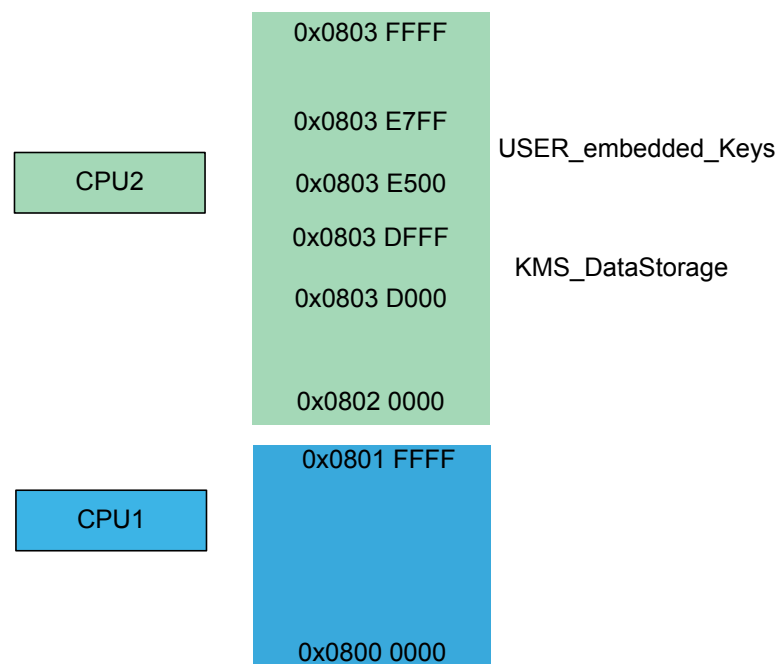 0x0803 FFFF
0x0803 E7FF
USER_embedded_Keys
CPU2
0x0803 E500
0x0803 DFFF
KMS_DataStorage
0x0803 D000
0x0802 0000
0x0801 FFFF
CPU1
0x0800 0000